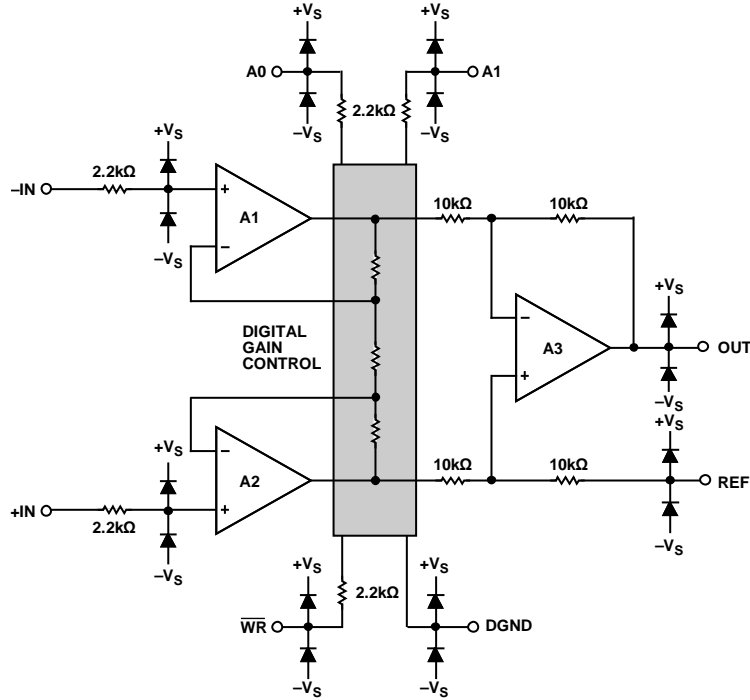 +VS +VS
A0 A1
2.2kΩ 2.2kΩ
–VS –VS
+VS
2.2kΩ
–IN
+
A1
–
–VS
10kΩ 10kΩ
DIGITAL
GAIN
CONTROL
–
A3
+
+VS
OUT
–VS
+VS
–
A2
+
+VS
10kΩ 10kΩ
REF
–VS
+IN
2.2kΩ
–VS
+VS
2.2kΩ
+VS
WR
DGND
–VS –VS